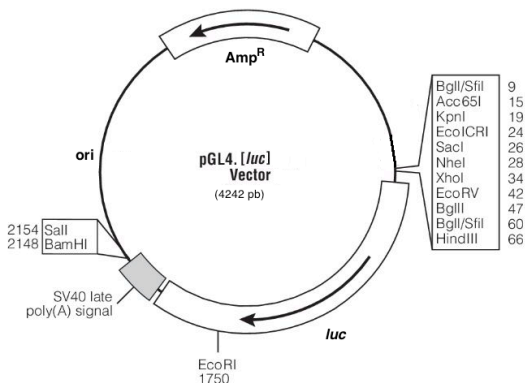 Amp^R
ori
pGL4.[luc]
Vector
(4242 pb)
BglI/SfiI 9
Acc65I 15
KpnI 19
EcoICRI 24
SacI 26
NheI 28
XhoI 34
EcoRV 42
BglII 47
BglI/SfiI 60
HindIII 66
2154 SalI
2148 BamHI
SV40 late
poly(A) signal
luc
EcoRI
1750